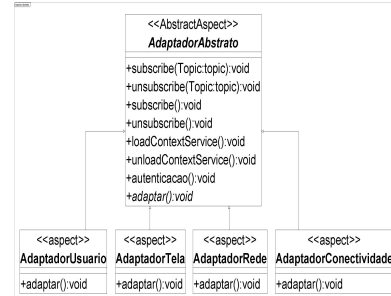 <<AbstractAspect>>
AdaptadorAbstrato
+subscribe(Topic:topic):void
+unsubscribe(Topic:topic):void
+subscribe():void
+unsubscribe():void
+loadContextService():void
+unloadContextService():void
+autenticacao():void
+adaptar():void
<<aspect>> <<aspect>> <<aspect>> <<aspect>>
AdaptadorUsuario AdaptadorTela AdaptadorRede AdaptadorConectividade
+adaptar():void +adaptar():void +adaptar():void +adaptar():void